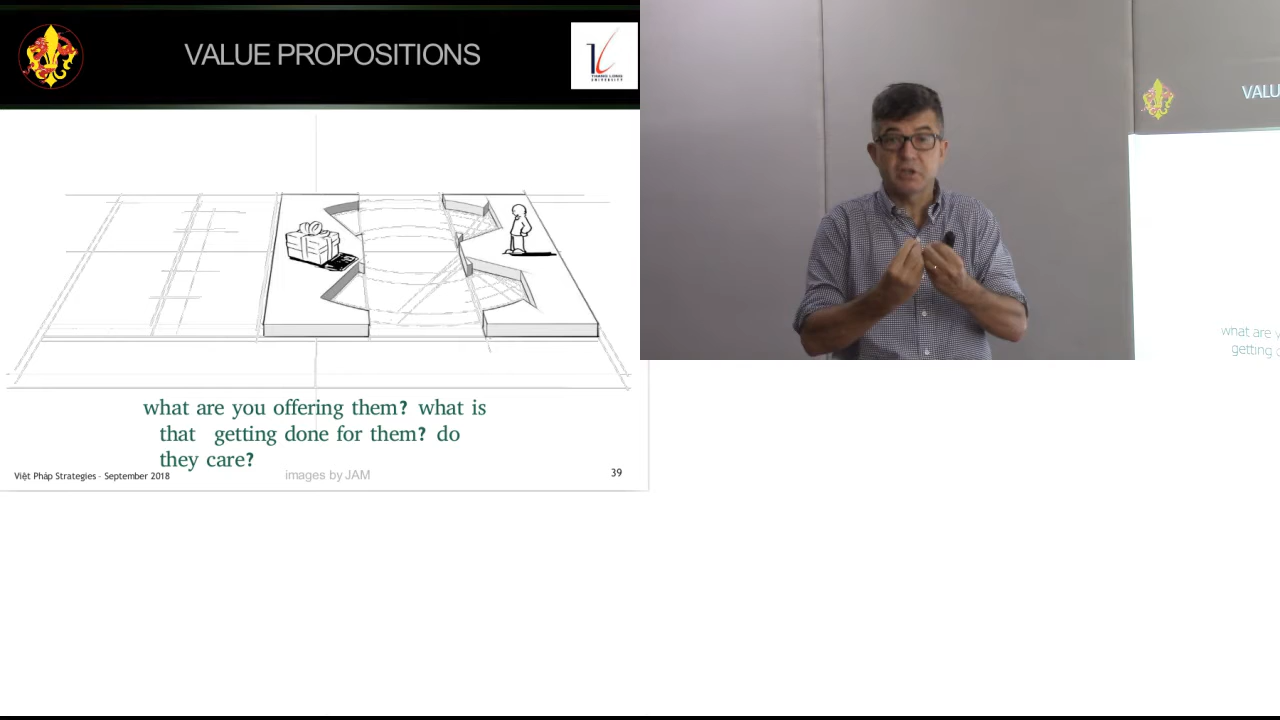 VALUE PROPOSITIONS
what are you offering them? what is
that getting done for them? do
they care?
Việt Pháp Strategies – September 2018
images by JAM
39
VALU
what are y
getting